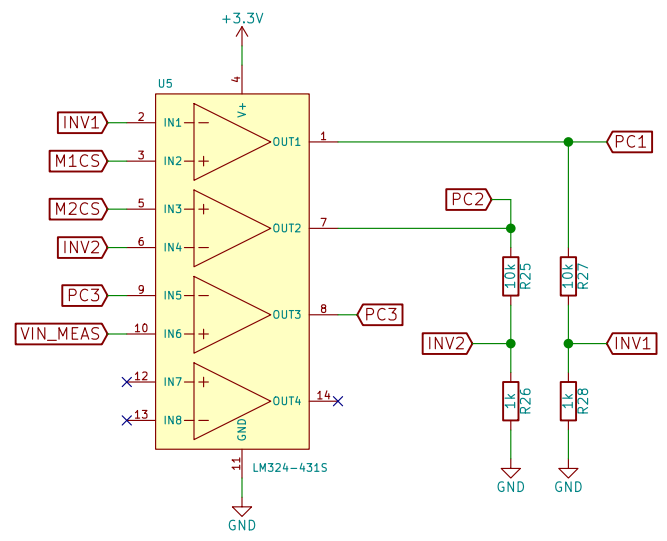 +3.3V
U5
4
V+
INV1
2
IN1
M1CS
3
IN2
OUT1
1
PC1
M2CS
5
IN3
PC2
INV2
6
IN4
OUT2
7
10k
R25
10k
R27
PC3
9
IN5
VIN_MEAS
10
IN6
OUT3
8
PC3
INV2
INV1
12
IN7
13
IN8
OUT4
14
1k
R26
1k
R28
GND
11
LM324-431S
GND
GND
GND